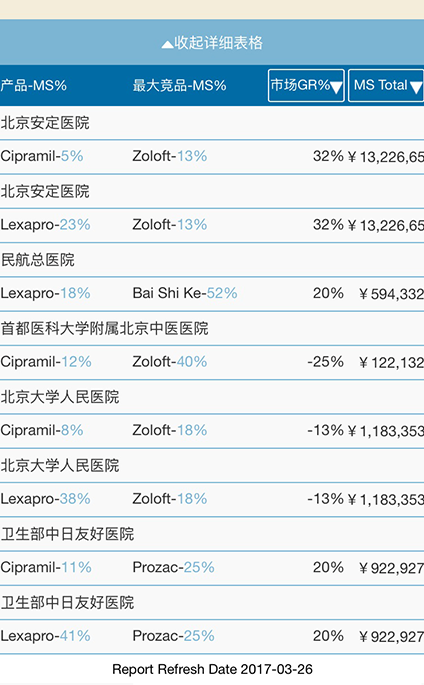 ▲收起详细表格
产品-MS% 最大竞品-MS% 市场GR%▼ MS Total▼
北京安定医院
Cipramil-5% Zoloft-13% 32% ¥13,226,65
北京安定医院
Lexapro-23% Zoloft-13% 32% ¥13,226,65
民航总医院
Lexapro-18% Bai Shi Ke-52% 20% ¥594,332
首都医科大学附属北京中医医院
Cipramil-12% Zoloft-40% -25% ¥122,132
北京大学人民医院
Cipramil-8% Zoloft-18% -13% ¥1,183,353
北京大学人民医院
Lexapro-38% Zoloft-18% -13% ¥1,183,353
卫生部中日友好医院
Cipramil-11% Prozac-25% 20% ¥922,927
卫生部中日友好医院
Lexapro-41% Prozac-25% 20% ¥922,927
Report Refresh Date 2017-03-26